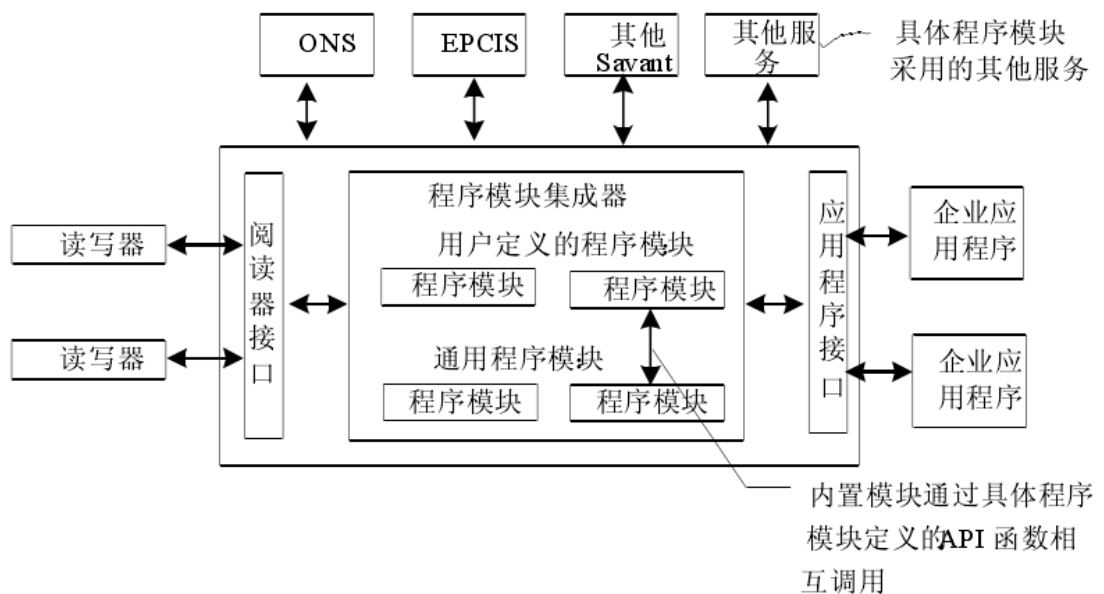 ONS
EPCIS
其他
Savant
其他服
务
具体程序模块
采用的其他服务
程序模块集成器
用户定义的程序模块
程序模块
程序模块
通用程序模块
程序模块
程序模块
读写器
读写器
阅读器接口
应用程序接口
企业应
用程序
企业应
用程序
内置模块通过具体程序
模块定义的API 函数相
互调用